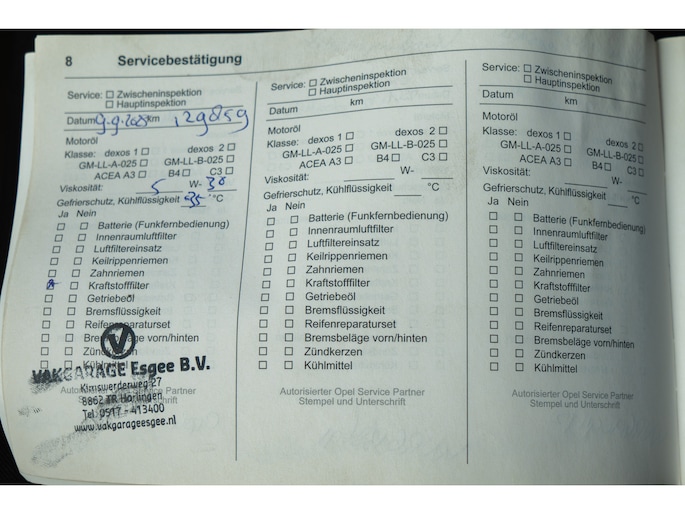 8 Servicebestätigung
Service: ☐ Zwischeninspektion
☐ Hauptinspektion
Datum km 129859
Motoröl
Klasse: dexos 1 ☐ dexos 2 ☐
GM-LL-A-025 ☐ GM-LL-B-025 ☐
ACEA A3 ☐ B4 ☐ C3 ☐
Viskosität: 5 W- 30
Gefrierschutz, Kühlflüssigkeit -35 °C
Ja Nein
☐ ☐ Batterie (Funkfernbedienung)
☐ ☐ Innenraumluftfilter
☐ ☐ Luftfiltereinsatz
☐ ☐ Keilrippenriemen
☐ ☐ Zahnriemen
☒ ☐ Kraftstofffilter
☐ ☐ Getriebeöl
☐ ☐ Bremsflüssigkeit
☐ ☐ Reifenreparaturset
☐ ☐ Bremsbeläge vorn/hinten
☐ ☐ Zündkerzen
☐ ☐ Kühlmittel
VAKGARAGE Esgee B.V.
Kimswerderweg 27
Autorisierter Opel Service Partner
8862 TR Harlingen
Stempel und Unterschrift
Tel. 0517 - 413400
www.vakgarageesgee.nl
Service: ☐ Zwischeninspektion
☐ Hauptinspektion
Datum km
Motoröl
Klasse: dexos 1 ☐ dexos 2 ☐
GM-LL-A-025 ☐ GM-LL-B-025 ☐
ACEA A3 ☐ B4 ☐ C3 ☐
Viskosität: W-
Gefrierschutz, Kühlflüssigkeit °C
Ja Nein
☐ ☐ Batterie (Funkfernbedienung)
☐ ☐ Innenraumluftfilter
☐ ☐ Luftfiltereinsatz
☐ ☐ Keilrippenriemen
☐ ☐ Zahnriemen
☐ ☐ Kraftstofffilter
☐ ☐ Getriebeöl
☐ ☐ Bremsflüssigkeit
☐ ☐ Reifenreparaturset
☐ ☐ Bremsbeläge vorn/hinten
☐ ☐ Zündkerzen
☐ ☐ Kühlmittel
Autorisierter Opel Service Partner
Stempel und Unterschrift
Service: ☐ Zwischeninspektion
☐ Hauptinspektion
Datum km
Motoröl
Klasse: dexos 1 ☐ dexos 2 ☐
GM-LL-A-025 ☐ GM-LL-B-025 ☐
ACEA A3 ☐ B4 ☐ C3 ☐
Viskosität: W-
Gefrierschutz, Kühlflüssigkeit °C
Ja Nein
☐ ☐ Batterie (Funkfernbedienung)
☐ ☐ Innenraumluftfilter
☐ ☐ Luftfiltereinsatz
☐ ☐ Keilrippenriemen
☐ ☐ Zahnriemen
☐ ☐ Kraftstofffilter
☐ ☐ Getriebeöl
☐ ☐ Bremsflüssigkeit
☐ ☐ Reifenreparaturset
☐ ☐ Bremsbeläge vorn/hinten
☐ ☐ Zündkerzen
☐ ☐ Kühlmittel
Autorisierter Opel Service Partner
Stempel und Unterschrift